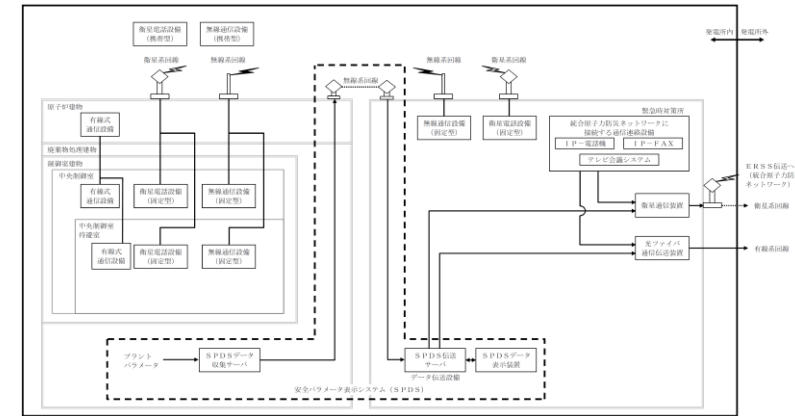 発電所内
発電所外
衛星電話設備
(携帯型)
無線通信設備
(携帯型)
衛星系回線
無線系回線
無線系回線
無線系回線
衛星系回線
原子炉建物
有線式
通信設備
廃棄物処理建物
制御室建物
中央制御室
有線式
通信設備
衛星電話設備
(固定型)
無線通信設備
(固定型)
中央制御室
待避室
有線式
通信設備
衛星電話設備
(固定型)
無線通信設備
(固定型)
無線通信設備
(固定型)
衛星電話設備
(固定型)
緊急時対策所
統合原子力防災ネットワークに
接続する通信連絡設備
IP-電話機
IP-FAX
テレビ会議システム
衛星通信装置
光ファイバ
通信伝送装置
ERSS伝送へ
(統合原子力防災
ネットワーク)
衛星系回線
有線系回線
プラント
パラメータ
SPDSデータ
収集サーバ
SPDS伝送
サーバ
SPDSデータ
表示装置
データ伝送設備
安全パラメータ表示システム(SPDS)